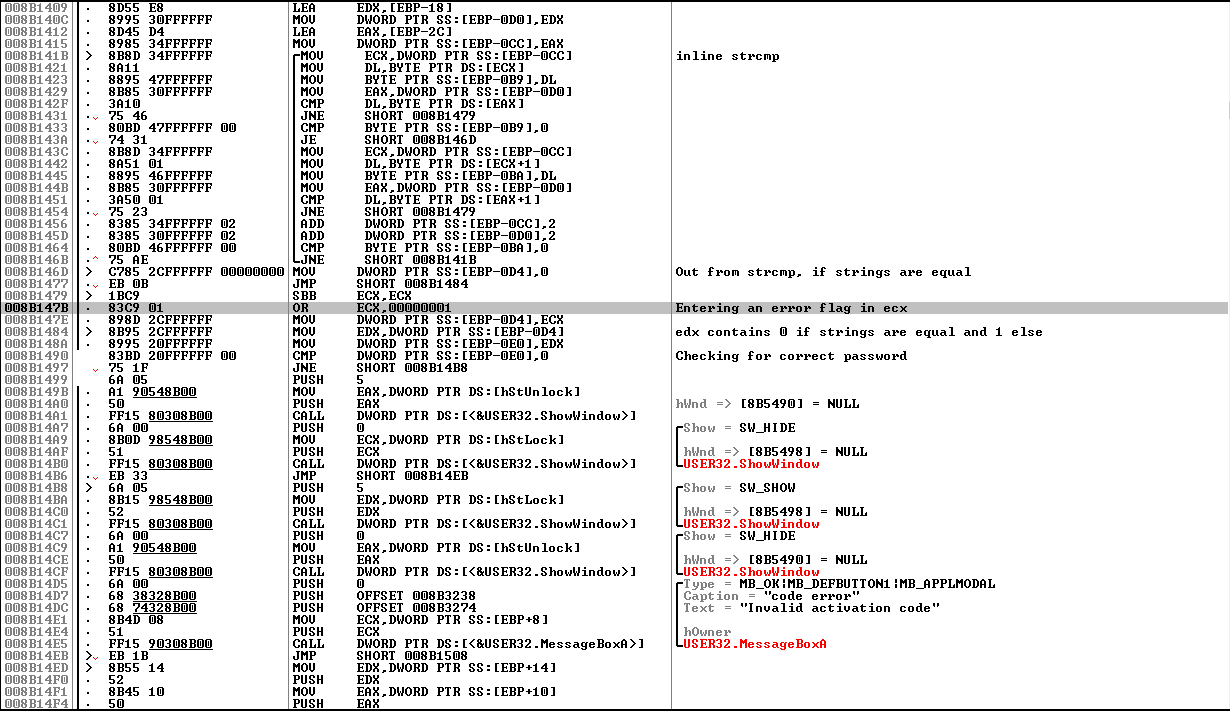 008B1409 · 8D55 E8 LEA EDX,[EBP-18]
008B140C · 8995 30FFFFFF MOV DWORD PTR SS:[EBP-0D0],EDX
008B1412 · 8D45 D4 LEA EAX,[EBP-2C]
008B1415 · 8985 34FFFFFF MOV DWORD PTR SS:[EBP-0CC],EAX
008B141B > 8B8D 34FFFFFF MOV ECX,DWORD PTR SS:[EBP-0CC] inline strcmp
008B1421 · 8A11 MOV DL,BYTE PTR DS:[ECX]
008B1423 · 8895 47FFFFFF MOV BYTE PTR SS:[EBP-0B9],DL
008B1429 · 8B85 30FFFFFF MOV EAX,DWORD PTR SS:[EBP-0D0]
008B142F · 3A10 CMP DL,BYTE PTR DS:[EAX]
008B1431 · 75 46 JNE SHORT 008B1479
008B1433 · 80BD 47FFFFFF 00 CMP BYTE PTR SS:[EBP-0B9],0
008B143A · 74 31 JE SHORT 008B146D
008B143C · 8B8D 34FFFFFF MOV ECX,DWORD PTR SS:[EBP-0CC]
008B1442 · 8A51 01 MOV DL,BYTE PTR DS:[ECX+1]
008B1445 · 8895 46FFFFFF MOV BYTE PTR SS:[EBP-0BA],DL
008B144B · 8B85 30FFFFFF MOV EAX,DWORD PTR SS:[EBP-0D0]
008B1451 · 3A50 01 CMP DL,BYTE PTR DS:[EAX+1]
008B1454 · 75 23 JNE SHORT 008B1479
008B1456 · 8385 34FFFFFF 02 ADD DWORD PTR SS:[EBP-0CC],2
008B145D · 8385 30FFFFFF 02 ADD DWORD PTR SS:[EBP-0D0],2
008B1464 · 80BD 46FFFFFF 00 CMP BYTE PTR SS:[EBP-0BA],0
008B146B ·^ 75 AE JNE SHORT 008B141B
008B146D > C785 2CFFFFFF 00000000 MOV DWORD PTR SS:[EBP-0D4],0 Out from strcmp, if strings are equal
008B1477 · EB 0B JMP SHORT 008B1484
008B1479 > 1BC9 SBB ECX,ECX
008B147B · 83C9 01 OR ECX,00000001 Entering an error flag in ecx
008B147E · 898D 2CFFFFFF MOV DWORD PTR SS:[EBP-0D4],ECX
008B1484 > 8B95 2CFFFFFF MOV EDX,DWORD PTR SS:[EBP-0D4] edx contains 0 if strings are equal and 1 else
008B148A · 8995 20FFFFFF MOV DWORD PTR SS:[EBP-0E0],EDX
008B1490 83BD 20FFFFFF 00 CMP DWORD PTR SS:[EBP-0E0],0 Checking for correct password
008B1497 75 1F JNE SHORT 008B14B8
008B1499 6A 05 PUSH 5
008B149B · A1 90548B00 MOV EAX,DWORD PTR DS:[hStUnlock]
008B14A0 · 50 PUSH EAX hWnd => [8B5490] = NULL
008B14A1 · FF15 80308B00 CALL DWORD PTR DS:[<&USER32.ShowWindow>]
008B14A7 · 6A 00 PUSH 0 Show = SW_HIDE
008B14A9 · 8B0D 98548B00 MOV ECX,DWORD PTR DS:[hStLock]
008B14AF · 51 PUSH ECX hWnd => [8B5498] = NULL
008B14B0 · FF15 80308B00 CALL DWORD PTR DS:[<&USER32.ShowWindow>] USER32.ShowWindow
008B14B6 · EB 33 JMP SHORT 008B14EB
008B14B8 > 6A 05 PUSH 5 Show = SW_SHOW
008B14BA · 8B15 98548B00 MOV EDX,DWORD PTR DS:[hStLock]
008B14C0 · 52 PUSH EDX hWnd => [8B5498] = NULL
008B14C1 · FF15 80308B00 CALL DWORD PTR DS:[<&USER32.ShowWindow>] USER32.ShowWindow
008B14C7 · 6A 00 PUSH 0 Show = SW_HIDE
008B14C9 · A1 90548B00 MOV EAX,DWORD PTR DS:[hStUnlock]
008B14CE · 50 PUSH EAX hWnd => [8B5490] = NULL
008B14CF · FF15 80308B00 CALL DWORD PTR DS:[<&USER32.ShowWindow>] USER32.ShowWindow
008B14D5 · 6A 00 PUSH 0 Type = MB_OK|MB_DEFBUTTON1|MB_APPLMODAL
008B14D7 · 68 38328B00 PUSH OFFSET 008B3238 Caption = "code error"
008B14DC · 68 74328B00 PUSH OFFSET 008B3274 Text = "Invalid activation code"
008B14E1 · 8B4D 08 MOV ECX,DWORD PTR SS:[EBP+8]
008B14E4 · 51 PUSH ECX hOwner
008B14E5 · FF15 90308B00 CALL DWORD PTR DS:[<&USER32.MessageBoxA>] USER32.MessageBoxA
008B14EB > EB 1B JMP SHORT 008B1508
008B14ED > 8B55 14 MOV EDX,DWORD PTR SS:[EBP+14]
008B14F0 · 52 PUSH EDX
008B14F1 · 8B45 10 MOV EAX,DWORD PTR SS:[EBP+10]
008B14F4 · 50 PUSH EAX